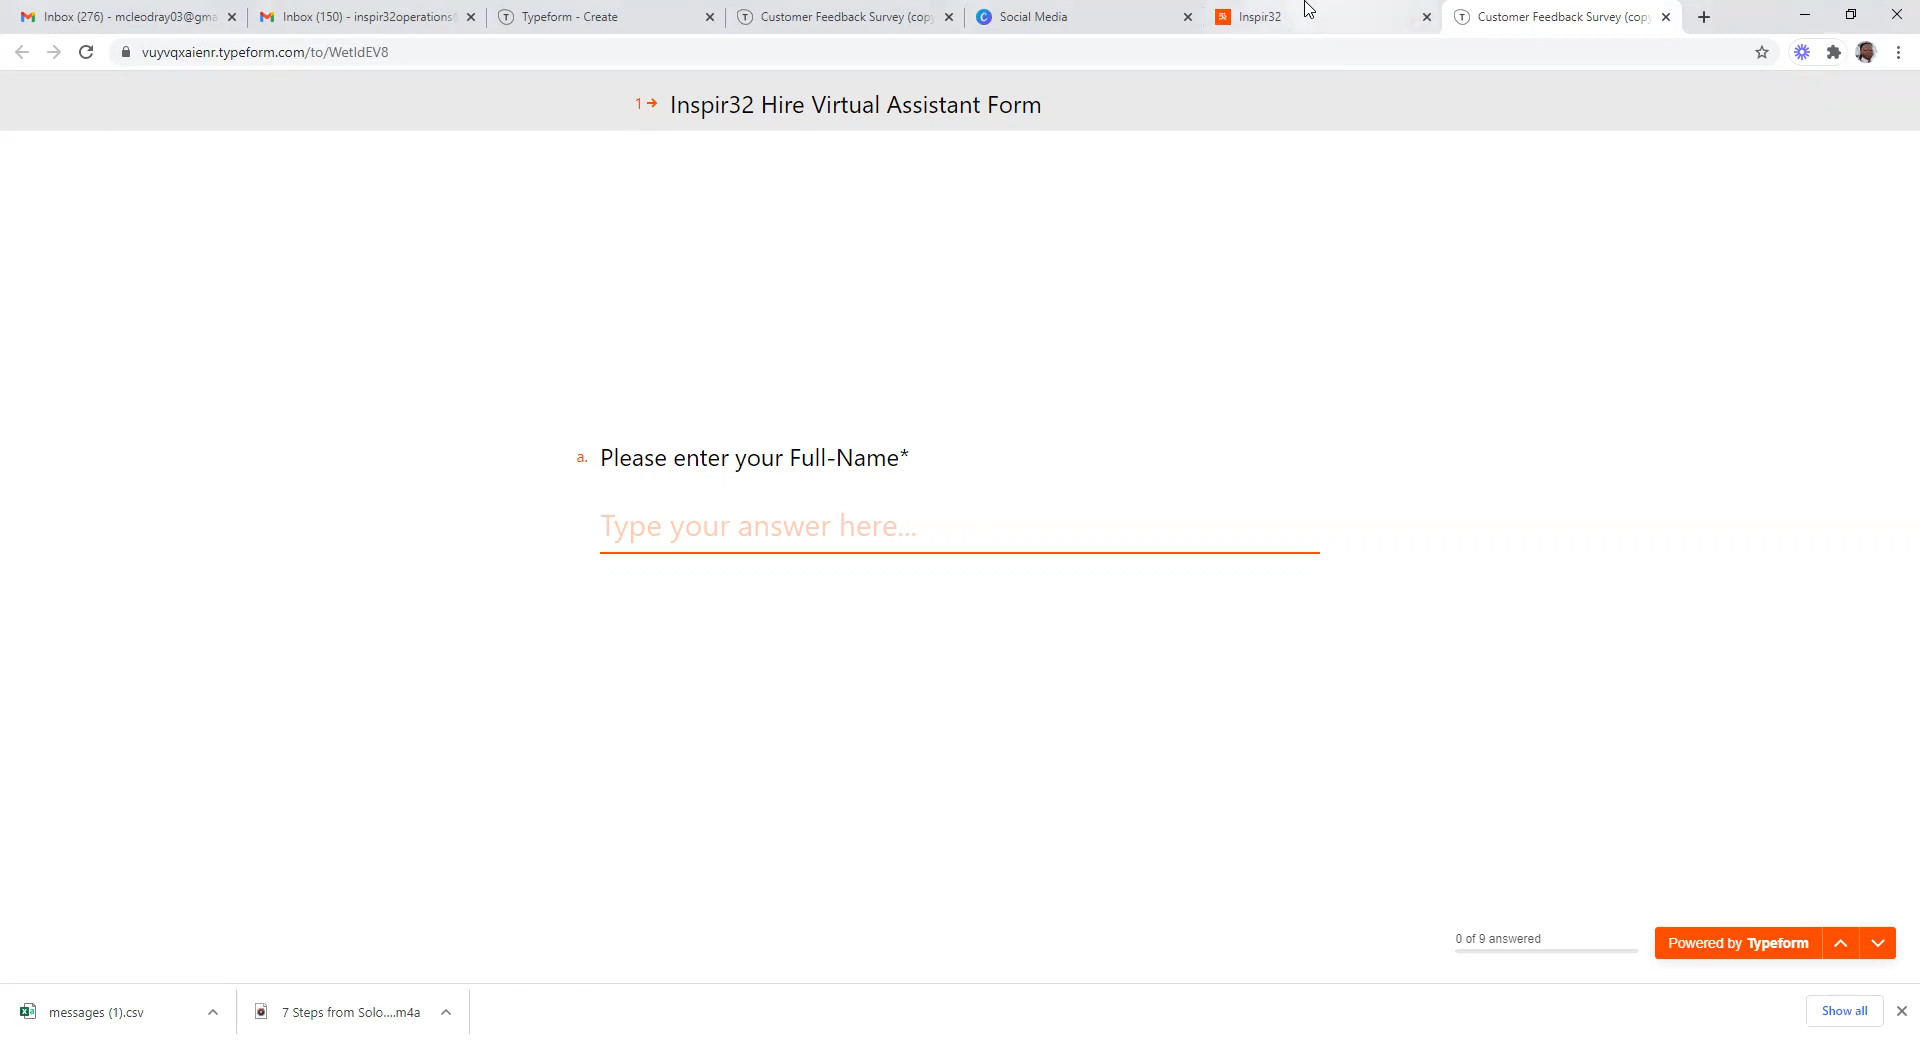 Inbox (276) - mcleodray03@gma
Inbox (150) - inspir32operations
Typeform - Create
Customer Feedback Survey (copy
Social Media
Inspir32
Customer Feedback Survey (copy
vuyvqxaienr.typeform.com/to/WetIdEV8
1 Inspir32 Hire Virtual Assistant Form
a. Please enter your Full-Name*
Type your answer here...
0 of 9 answered
Powered by Typeform
messages (1).csv
7 Steps from Solo....m4a
Show all